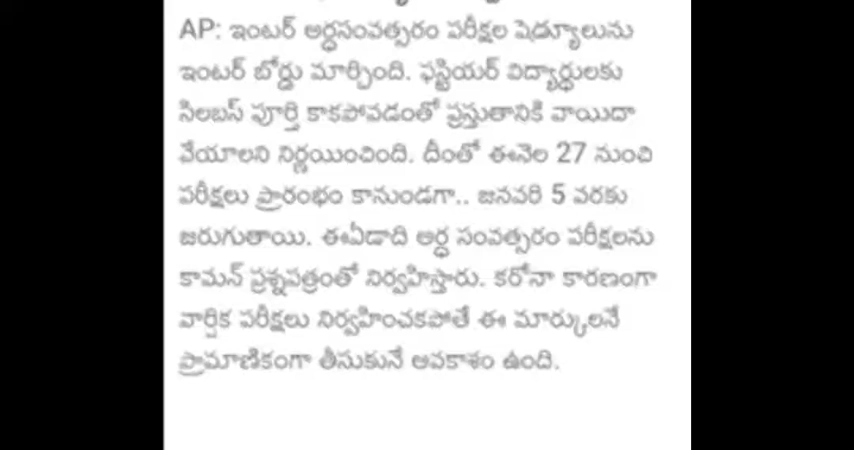 AP: ఇంటర్ అర్ధసంవత్సరం పరీక్షల షెడ్యూలును
ఇంటర్ బోర్డు మార్చింది. ఫస్టియర్ విద్యార్థులకు
సిలబస్ పూర్తి కాకపోవడంతో ప్రస్తుతానికి వాయిదా
వేయాలని నిర్ణయించింది. దీంతో ఈనెల 27 నుంచి
పరీక్షలు ప్రారంభం కానుండగా.. జనవరి 5 వరకు
జరుగుతాయి. ఈఏడాది అర్ధ సంవత్సరం పరీక్షలను
కామన్ ప్రశ్నపత్రంతో నిర్వహిస్తారు. కరోనా కారణంగా
వార్షిక పరీక్షలు నిర్వహించకపోతే ఈ మార్కులనే
ప్రామాణికంగా తీసుకునే అవకాశం ఉంది.